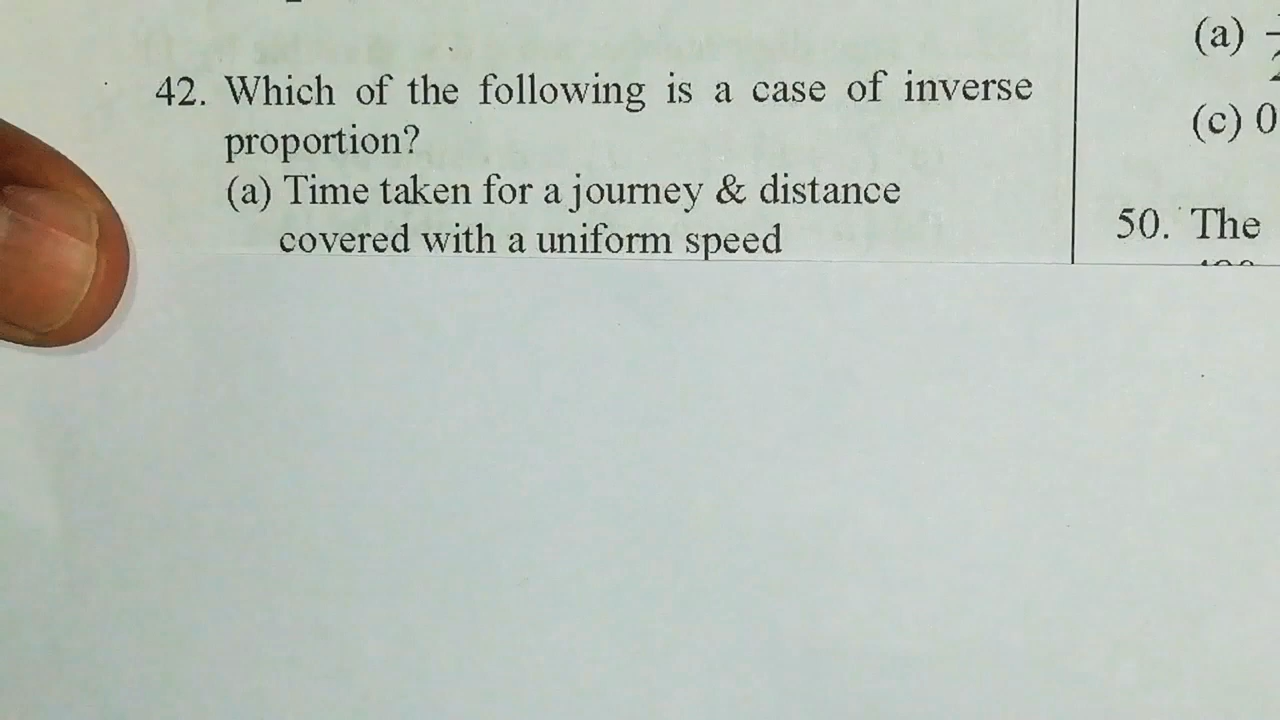 42. Which of the following is a case of inverse
proportion?
(a) Time taken for a journey & distance
covered with a uniform speed
(a)
(c) 0
50. The